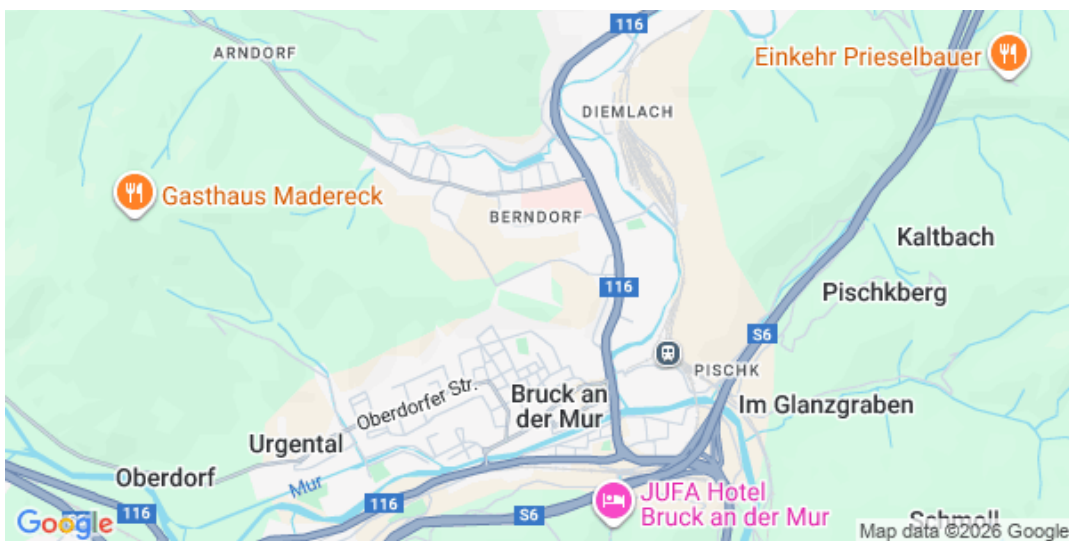 116
ARNDORF
Einkehr Prieselbauer
DIEMLACH
Gasthaus Madereck
BERNDORF
Kaltbach
116
Pischkberg
S6
PISCHK
Oberdorfer Str.
Bruck an
der Mur
Im Glanzgraben
Urgental
Oberdorf
Mur
116
JUFA Hotel
Bruck an der Mur
S6
116
S6
Google
Schmoll
Map data ©2026 Google